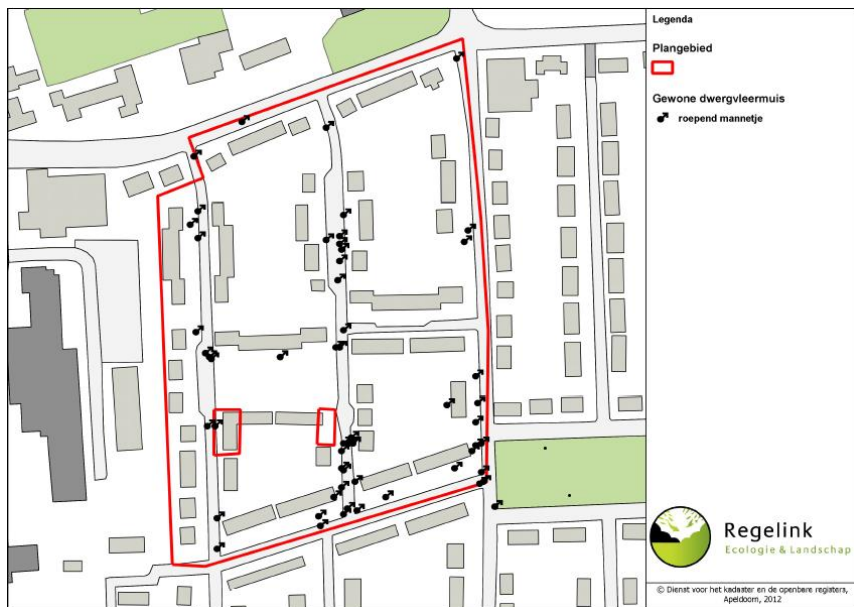 Legenda
Plangebied
Gewone dwergvleermuis
roepend mannetje
Regelink
Ecologie & Landschap
© Dienst voor het kadaster en de openbare registers,
Apeldoorn, 2012